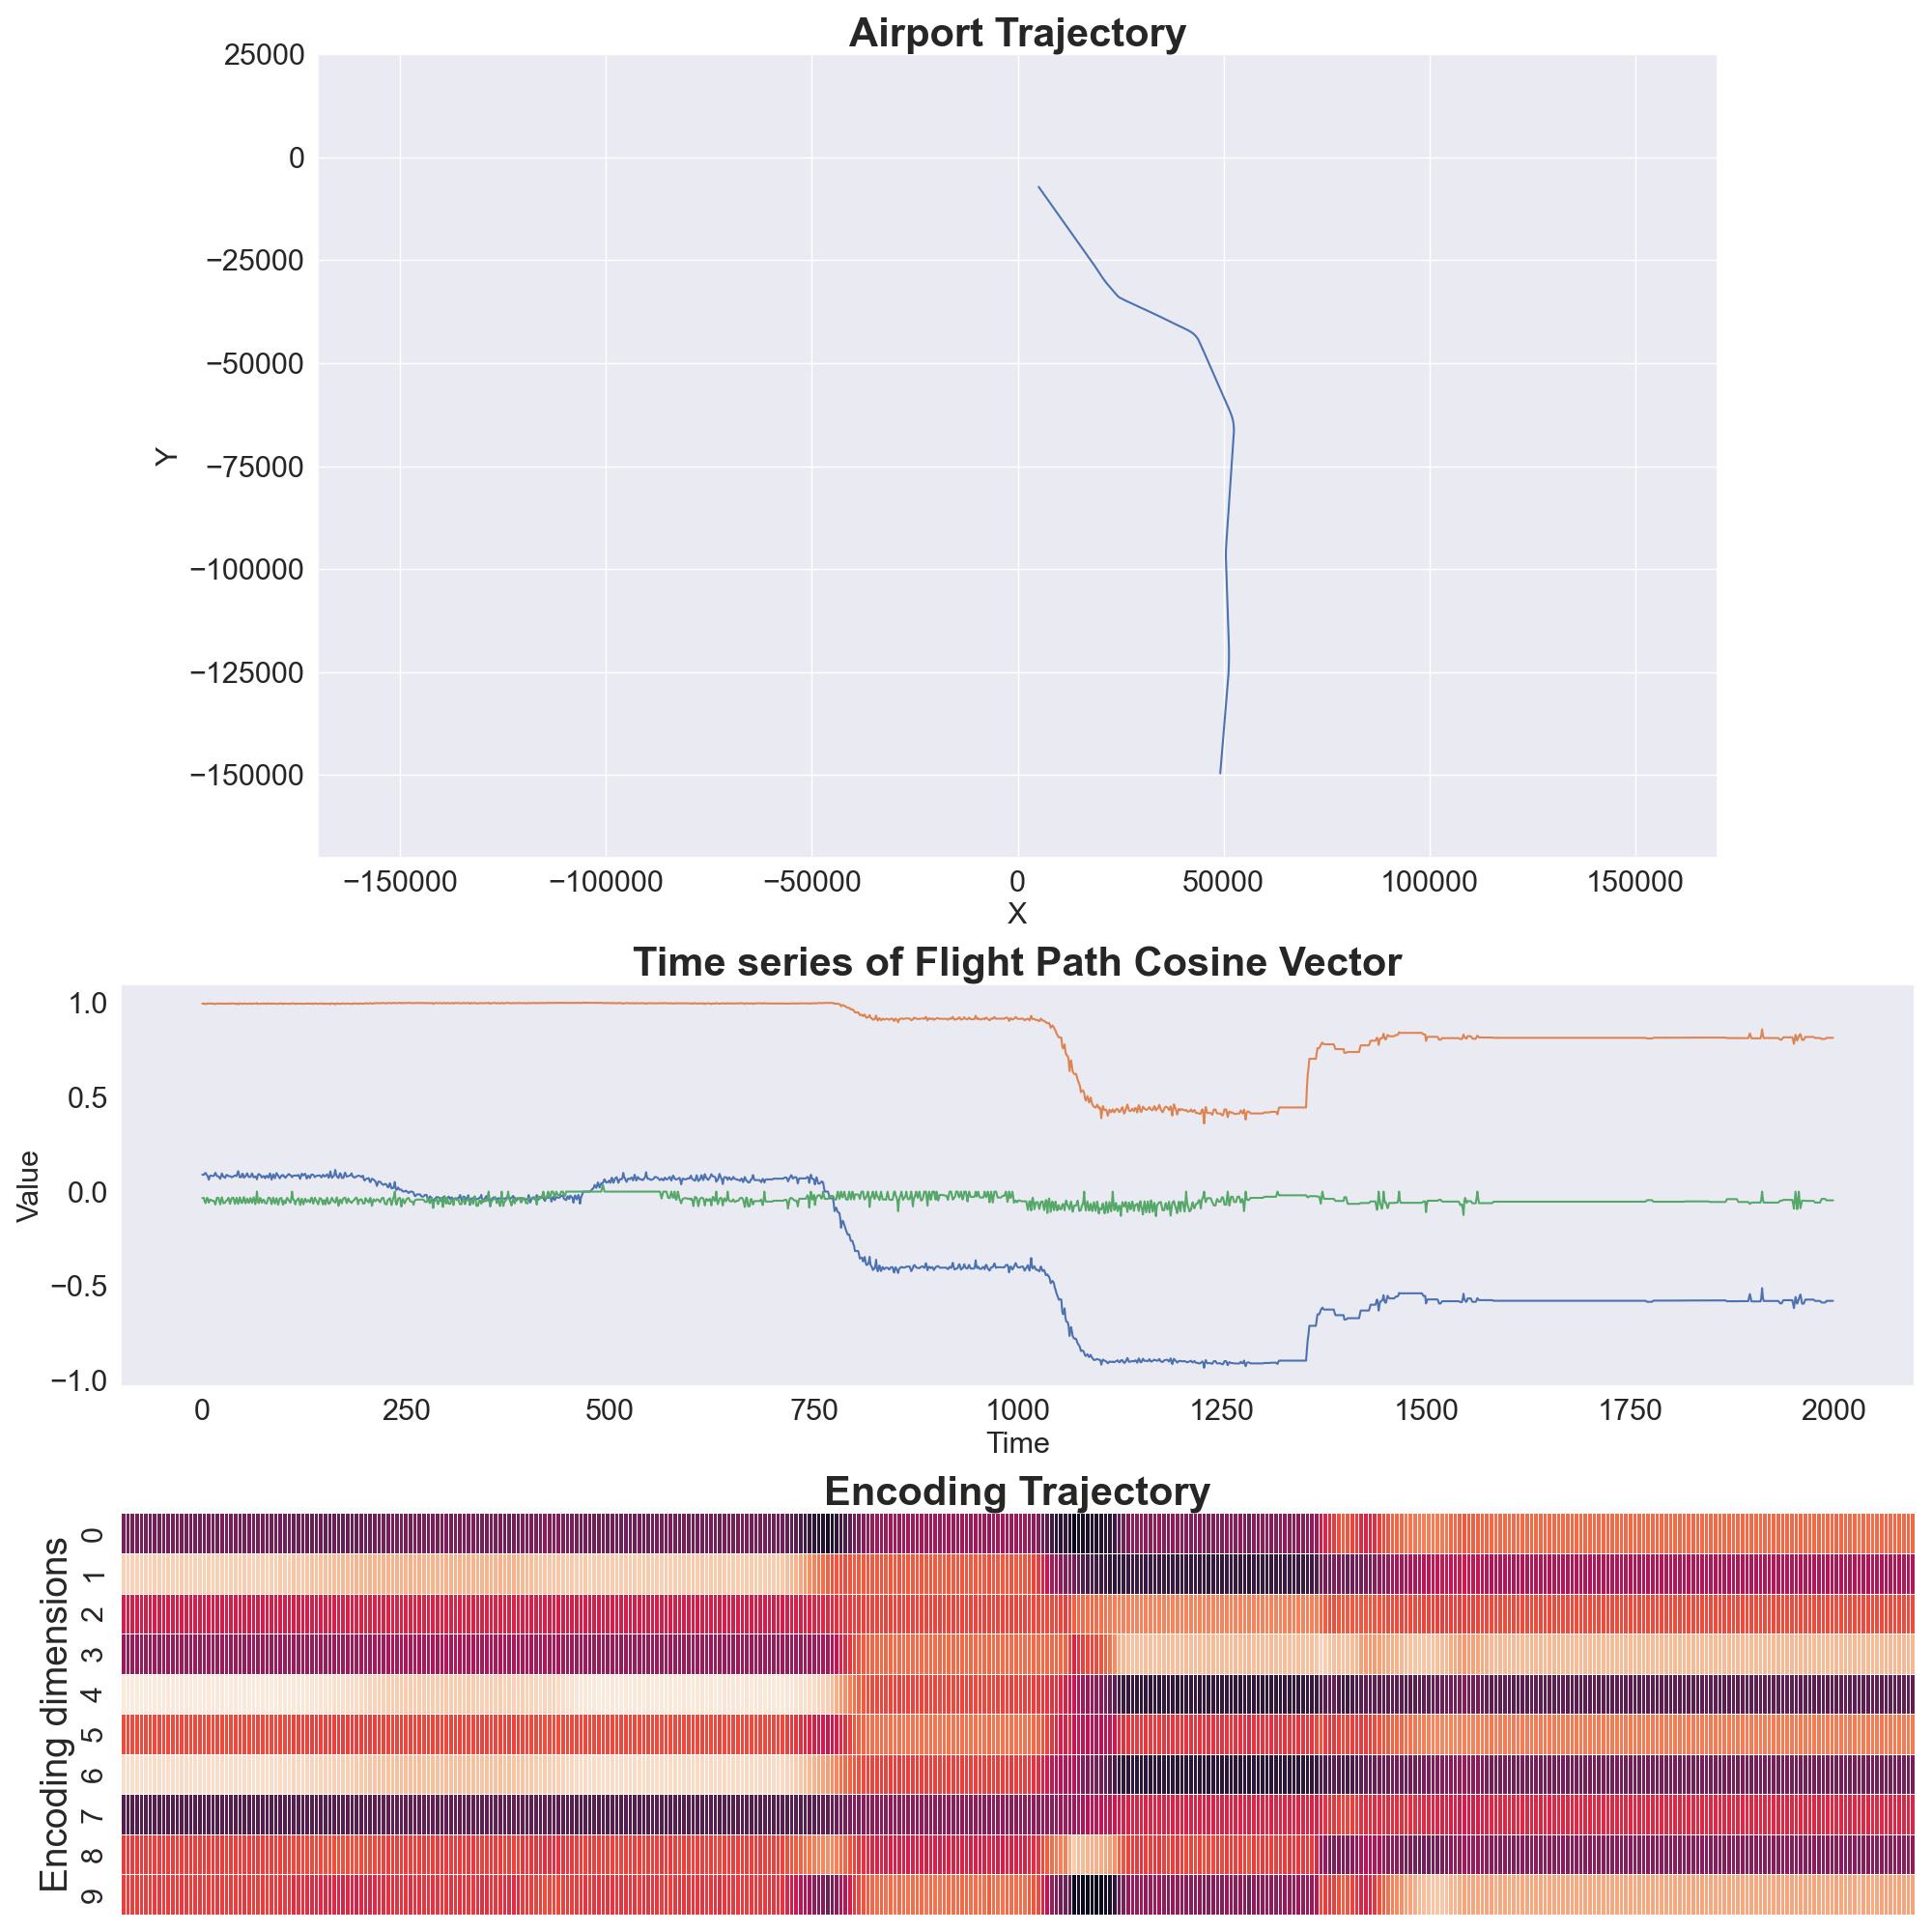 Airport Trajectory
25000
0
−25000
−50000
−75000
−100000
−125000
−150000
Y
−150000 −100000 −50000 0 50000 100000 150000
X
Time series of Flight Path Cosine Vector
1.0
0.5
0.0
−0.5
−1.0
Value
0 250 500 750 1000 1250 1500 1750 2000
Time
Encoding Trajectory
Encoding dimensions
0
1
2
3
4
5
6
7
8
9